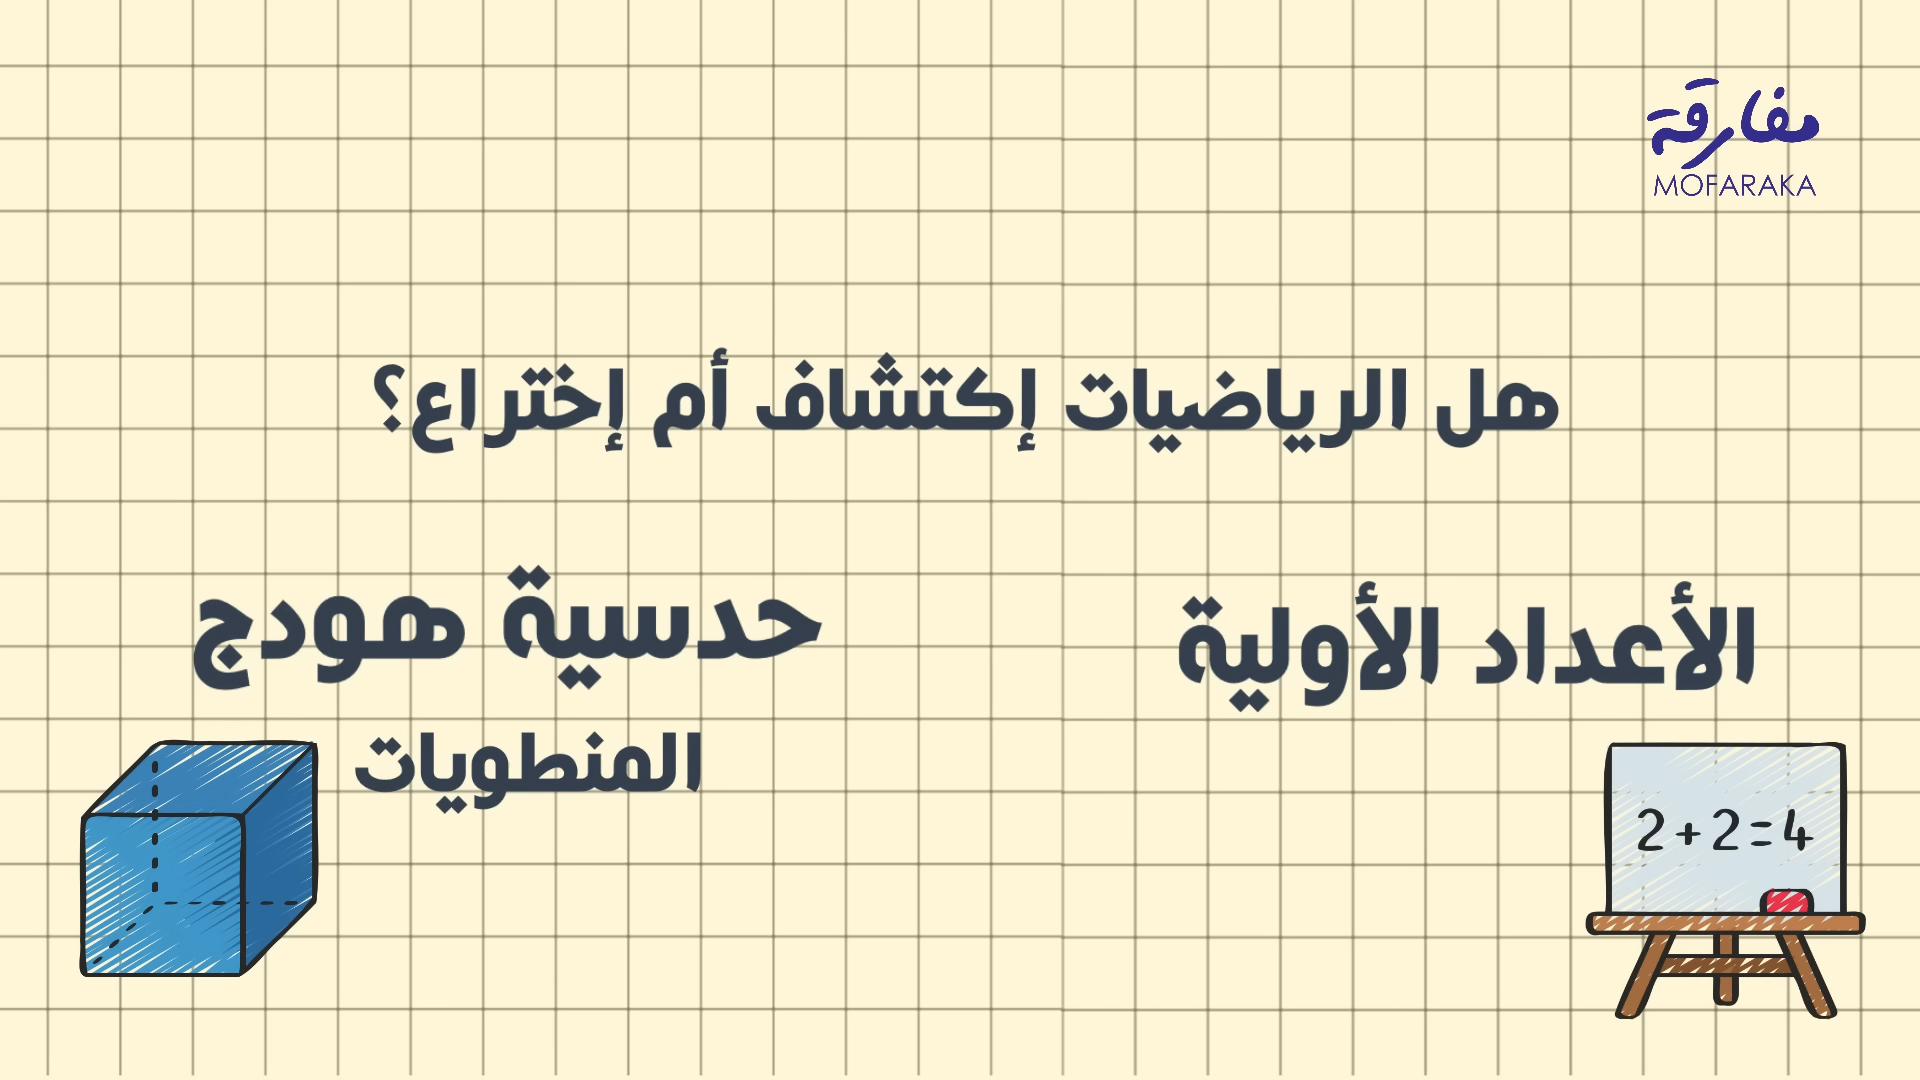 مفارقة
MOFARAKA
هل الرياضيات إكتشاف أم إختراع؟
الأعداد الأولية
حدسية هودج
المنطويات
2+2=4